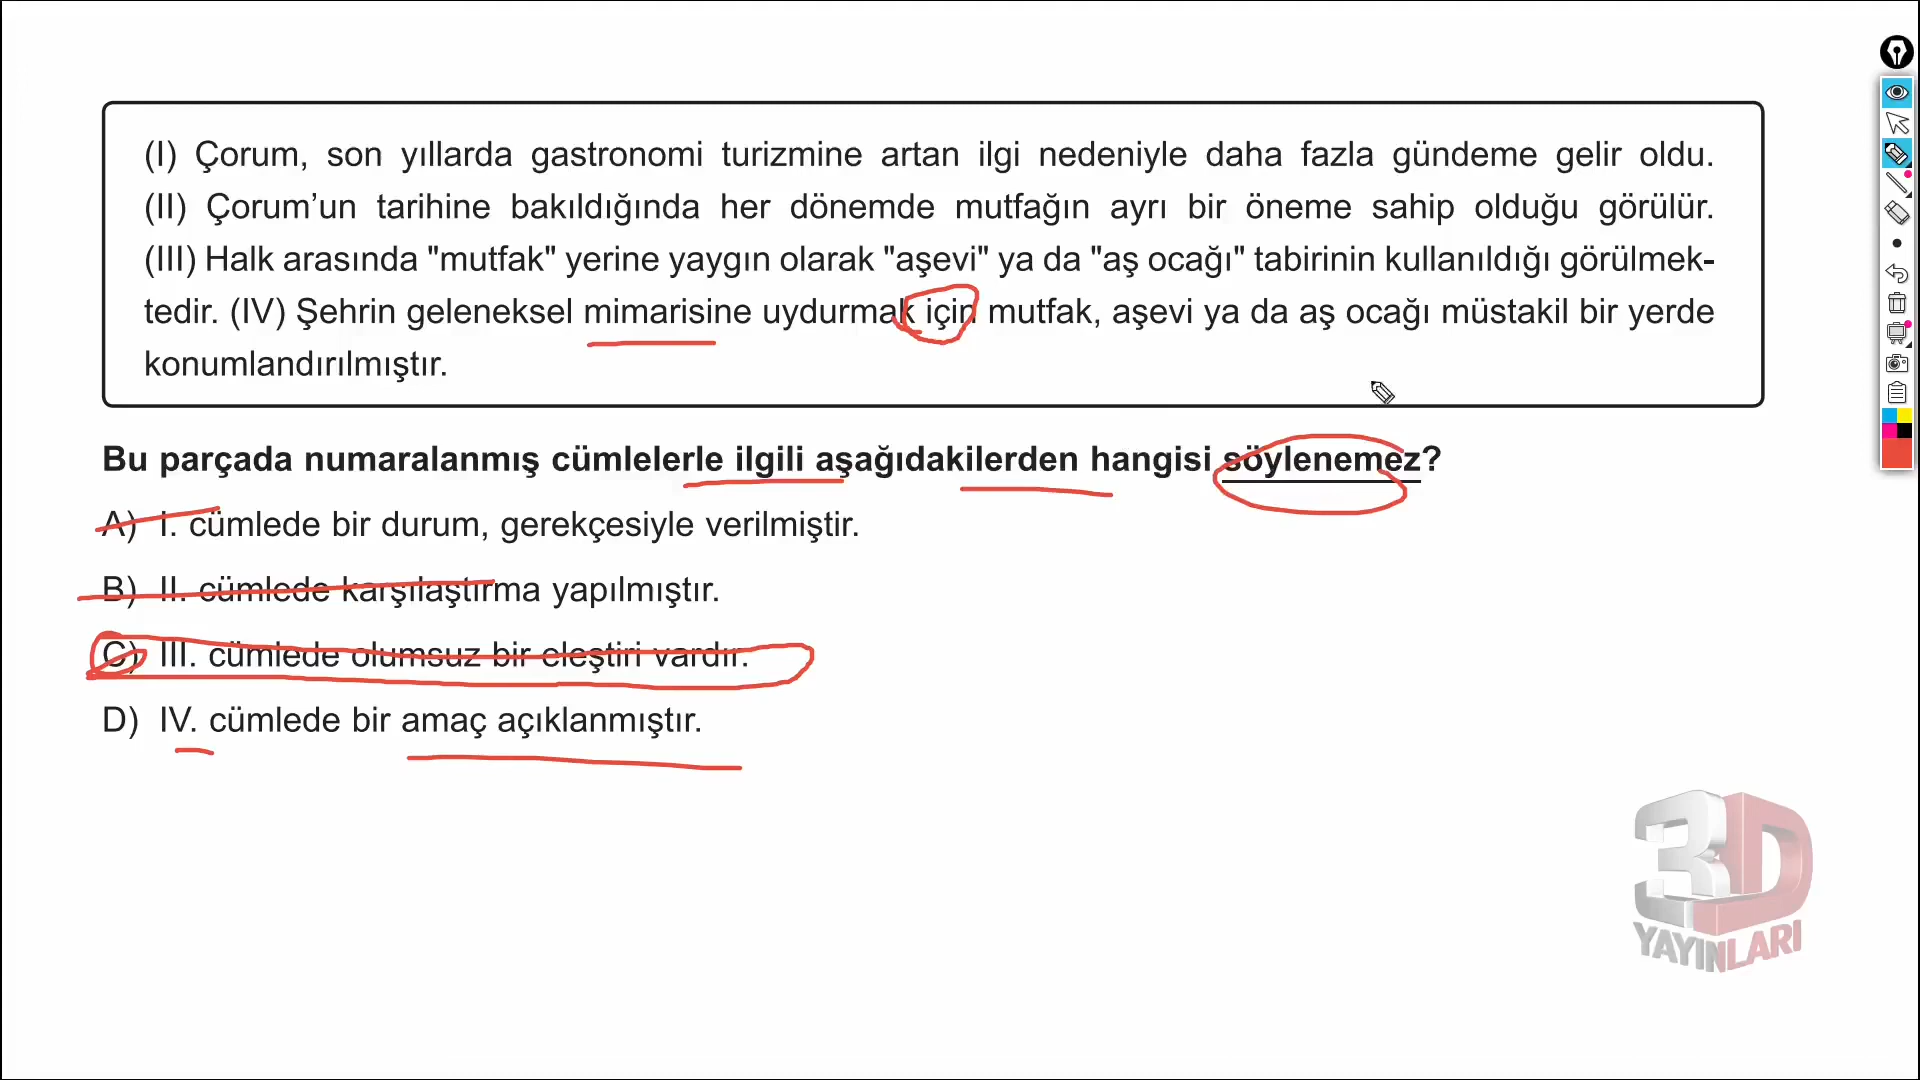 (I) Çorum, son yıllarda gastronomi turizmine artan ilgi nedeniyle daha fazla gündeme gelir oldu.
(II) Çorum’un tarihine bakıldığında her dönemde mutfağın ayrı bir öneme sahip olduğu görülür.
(III) Halk arasında "mutfak" yerine yaygın olarak "aşevi" ya da "aş ocağı" tabirinin kullanıldığı görülmek-
tedir. (IV) Şehrin geleneksel mimarisine uydurmak için mutfak, aşevi ya da aş ocağı müstakil bir yerde
konumlandırılmıştır.
Bu parçada numaralanmış cümlelerle ilgili aşağıdakilerden hangisi söylenemez?
A) I. cümlede bir durum, gerekçesiyle verilmiştir.
B) II. cümlede karşılaştırma yapılmıştır.
C) III. cümlede olumsuz bir eleştiri vardır.
D) IV. cümlede bir amaç açıklanmıştır.
3D
YAYINLARI